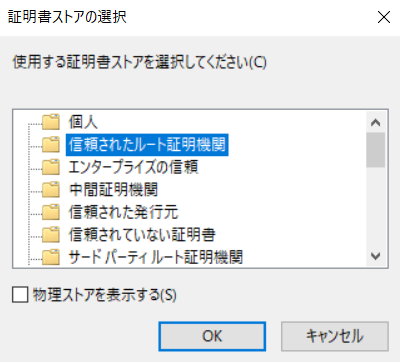 証明書ストアの選択
使用する証明書ストアを選択してください(C)
個人
信頼されたルート証明機関
エンタープライズの信頼
中間証明機関
信頼された発行元
信頼されていない証明書
サード パーティ ルート証明機関
物理ストアを表示する(S)
OK
キャンセル